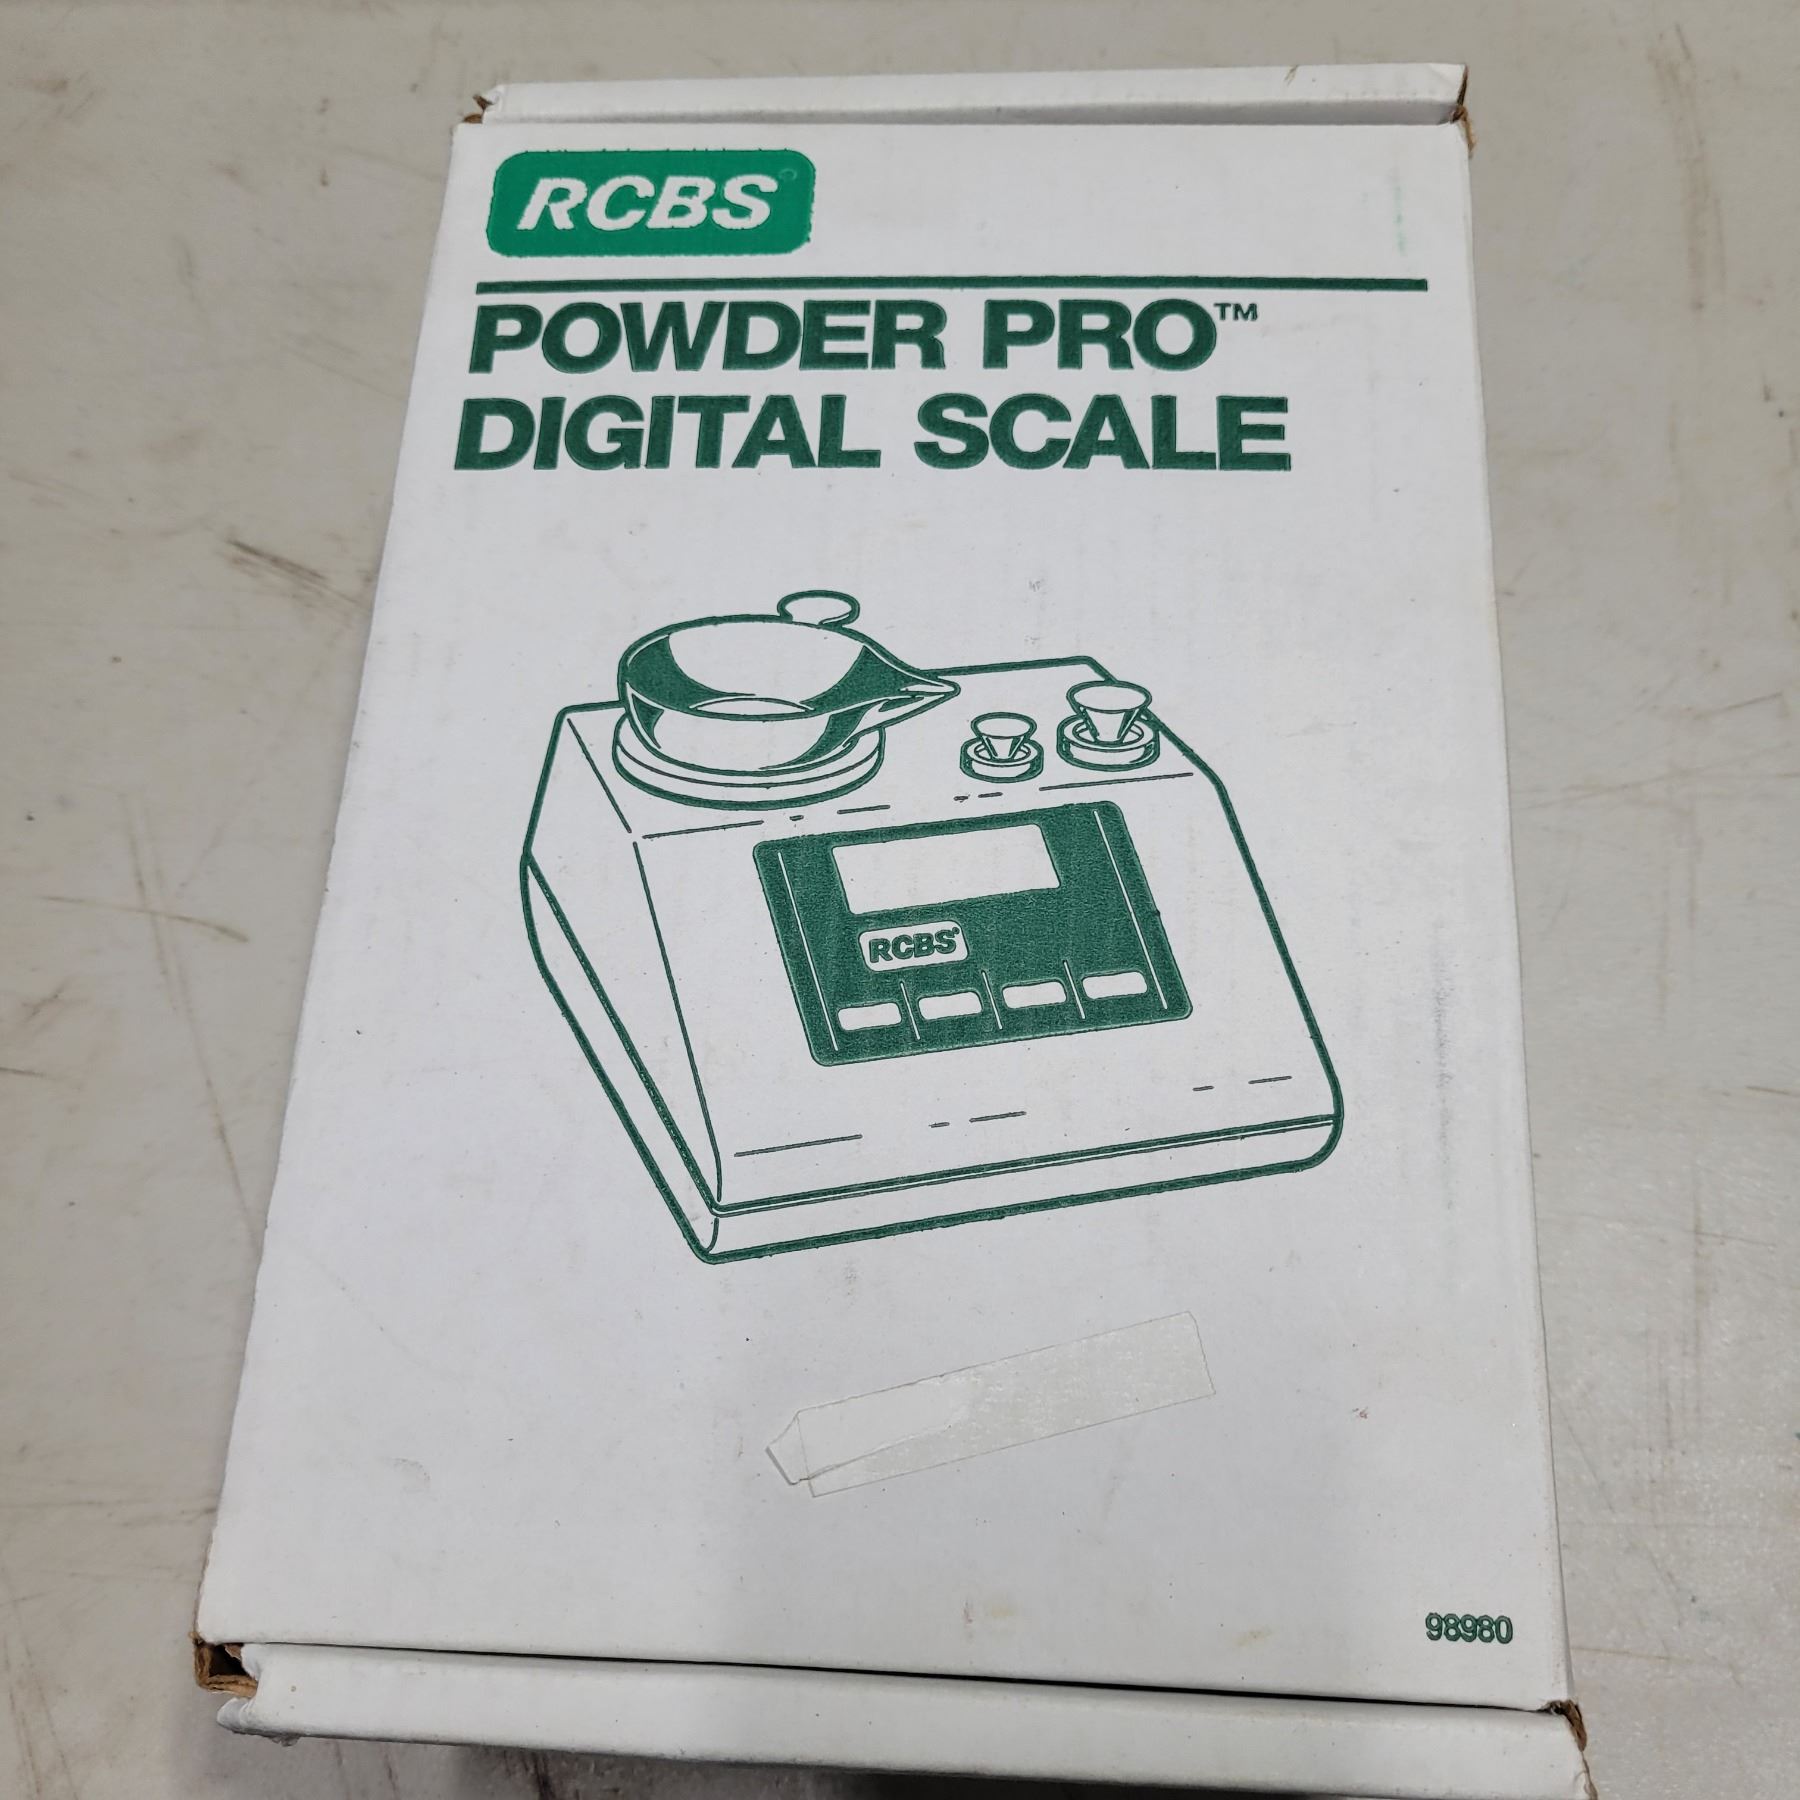 RCBS
POWDER PRO™
DIGITAL SCALE
RCBS
98980